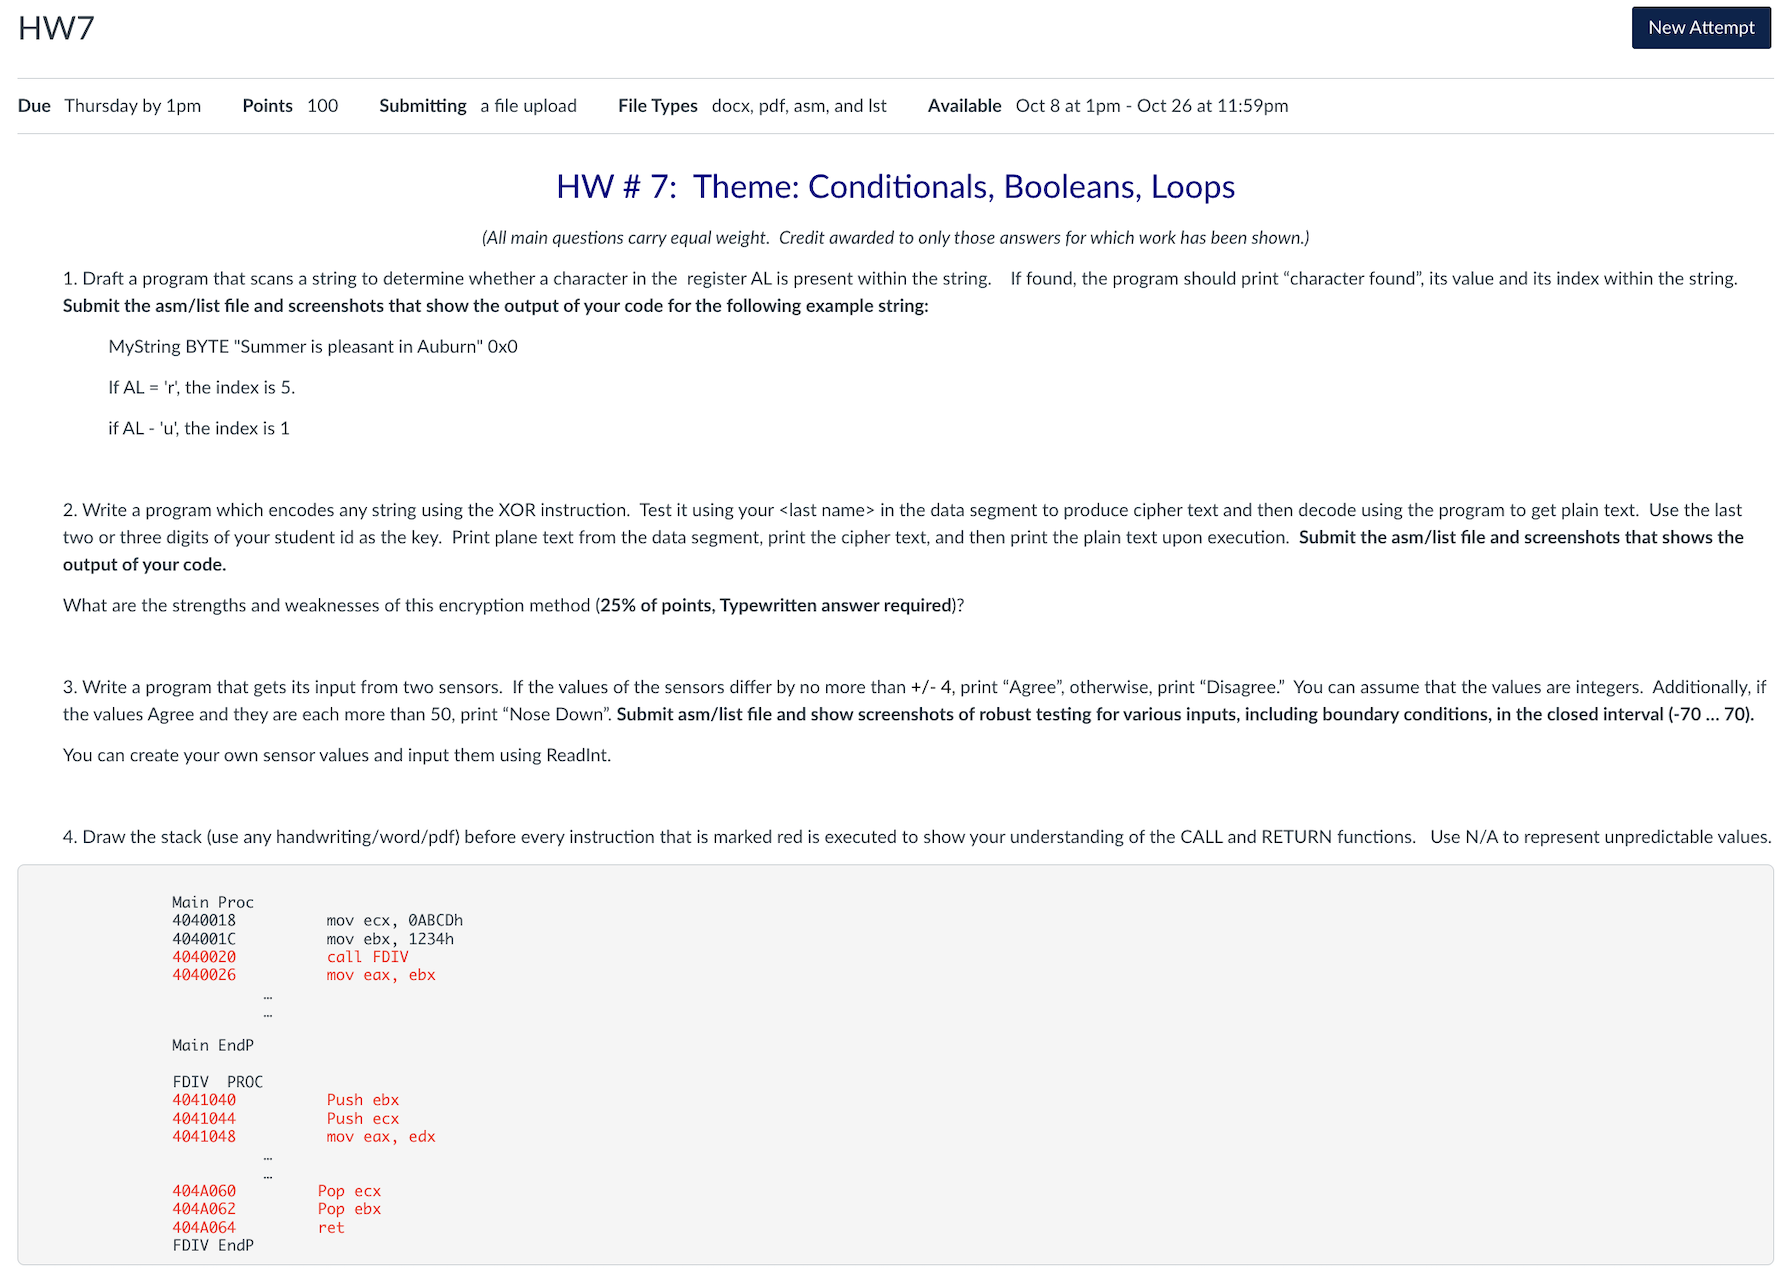 HW7
New Attempt
Due Thursday by 1pm Points 100 Submitting a file upload File Types docx, pdf, asm, and lst Available Oct 8 at 1pm - Oct 26 at 11:59pm
HW # 7: Theme: Conditionals, Booleans, Loops
(All main questions carry equal weight. Credit awarded to only those answers for which work has been shown.)
1. Draft a program that scans a string to determine whether a character in the register AL is present within the string. If found, the program should print “character found”, its value and its index within the string.
Submit the asm/list file and screenshots that show the output of your code for the following example string:
MyString BYTE "Summer is pleasant in Auburn" 0x0
If AL = 'r', the index is 5.
if AL - 'u', the index is 1
2. Write a program which encodes any string using the XOR instruction. Test it using your <last name> in the data segment to produce cipher text and then decode using the program to get plain text. Use the last
two or three digits of your student id as the key. Print plane text from the data segment, print the cipher text, and then print the plain text upon execution. Submit the asm/list file and screenshots that shows the
output of your code.
What are the strengths and weaknesses of this encryption method (25% of points, Typewritten answer required)?
3. Write a program that gets its input from two sensors. If the values of the sensors differ by no more than +/- 4, print “Agree”, otherwise, print “Disagree.” You can assume that the values are integers. Additionally, if
the values Agree and they are each more than 50, print “Nose Down”. Submit asm/list file and show screenshots of robust testing for various inputs, including boundary conditions, in the closed interval (-70 ... 70).
You can create your own sensor values and input them using ReadInt.
4. Draw the stack (use any handwriting/word/pdf) before every instruction that is marked red is executed to show your understanding of the CALL and RETURN functions. Use N/A to represent unpredictable values.
Main Proc
4040018 mov ecx, 0ABCDh
404001C mov ebx, 1234h
4040020 call FDIV
4040026 mov eax, ebx
…
…
Main EndP
FDIV PROC
4041040 Push ebx
4041044 Push ecx
4041048 mov eax, edx
…
…
404A060 Pop ecx
404A062 Pop ebx
404A064 ret
FDIV EndP